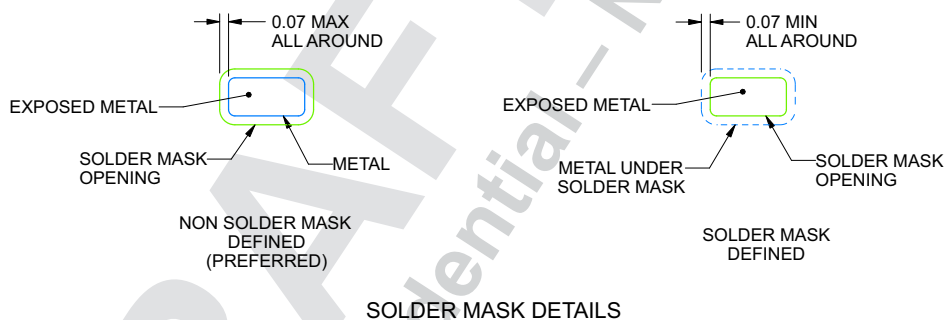 0.07 MAX
ALL AROUND
EXPOSED METAL
SOLDER MASK
OPENING
METAL
NON SOLDER MASK
DEFINED
(PREFERRED)
0.07 MIN
ALL AROUND
EXPOSED METAL
METAL UNDER
SOLDER MASK
SOLDER MASK
OPENING
SOLDER MASK
DEFINED
SOLDER MASK DETAILS